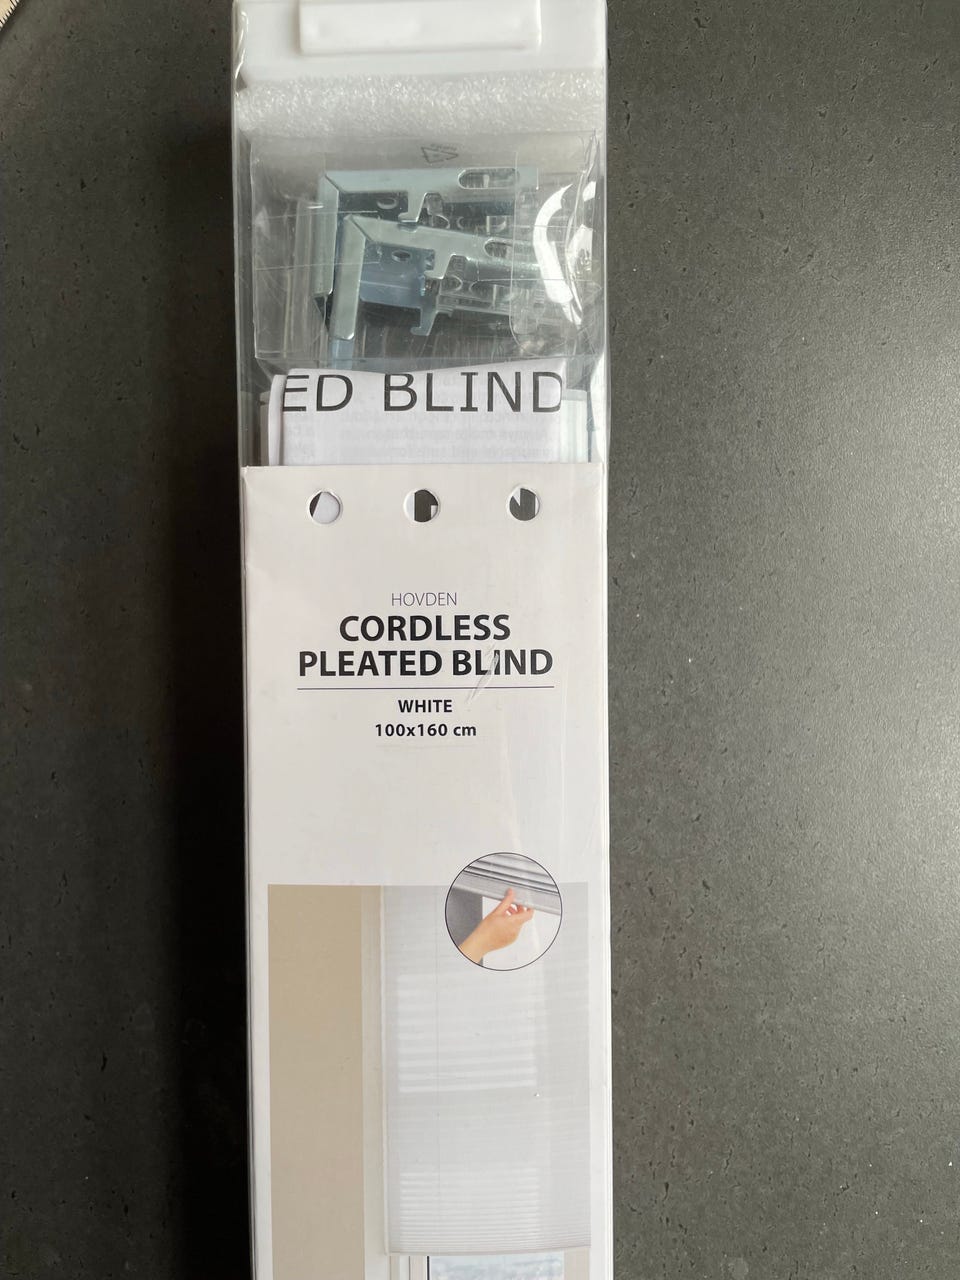 ED BLIND
HOVDEN
CORDLESS
PLEATED BLIND
WHITE
100x160 cm